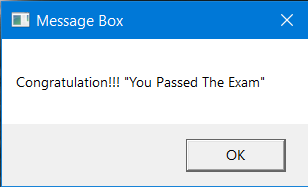 Message Box
Congratulation!!! "You Passed The Exam"
OK